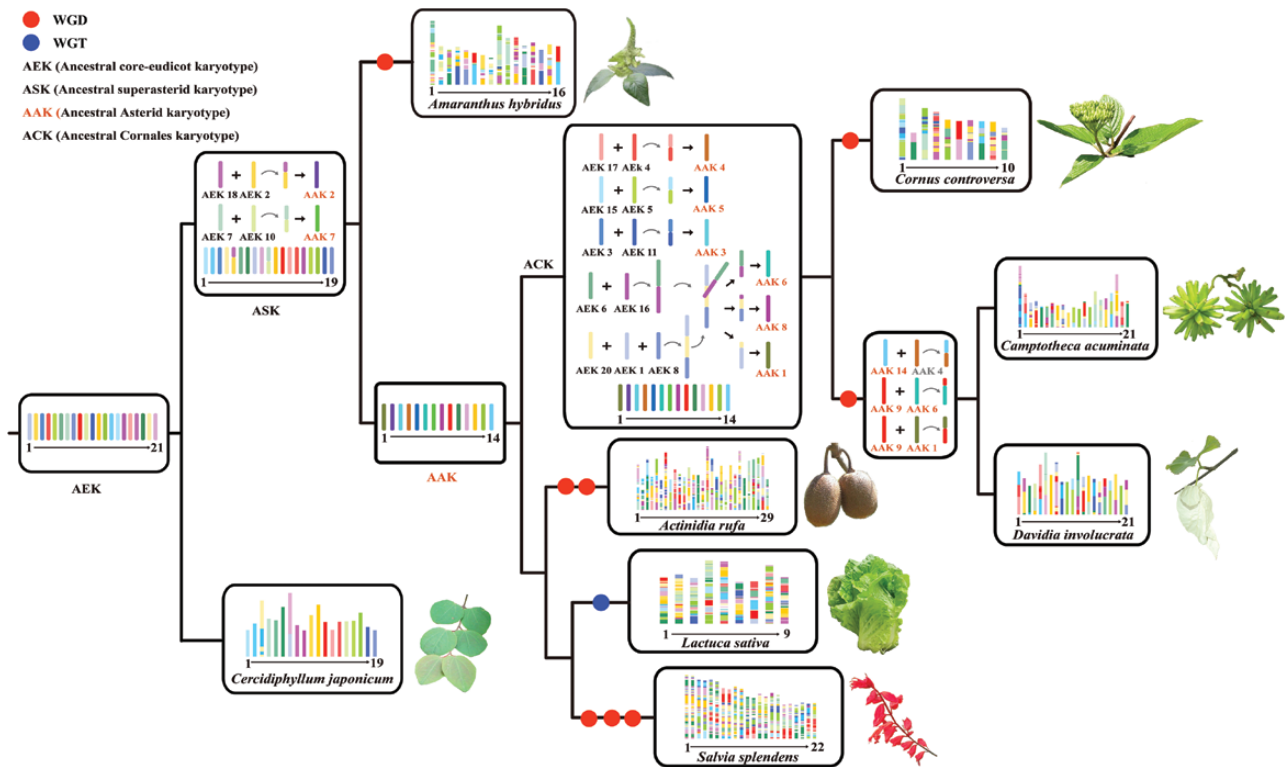 WGD
WGT
AEK (Ancestral core-eudicot karyotype)
ASK (Ancestral superasterid karyotype)
AAK (Ancestral Asterid karyotype)
ACK (Ancestral Cornales karyotype)
1 16
Amaranthus hybridus
AEK 18 + AEK 2 AAK 2
AEK 7 + AEK 10 AAK 7
1 19
ASK
1 21
AEK
1 14
AAK
1 19
Cercidiphyllum japonicum
ACK
AEK 17 + AEk 4 AAK 4
AEK 15 + AEK 5 AAK 5
AEK 3 + AEK 11 AAK 3
AEK 6 + AEK 16 AAK 6
AAK 8
AEK 20 + AEK 1 + AEK 8 AAK 1
1 14
1 10
Cornus controversa
AAK 14 + AAK 4
AAK 9 + AAK 6
AAK 9 + AAK 1
1 21
Camptotheca acuminata
1 21
Davidia involucrata
1 29
Actinidia rufa
1 9
Lactuca sativa
1 22
Salvia splendens